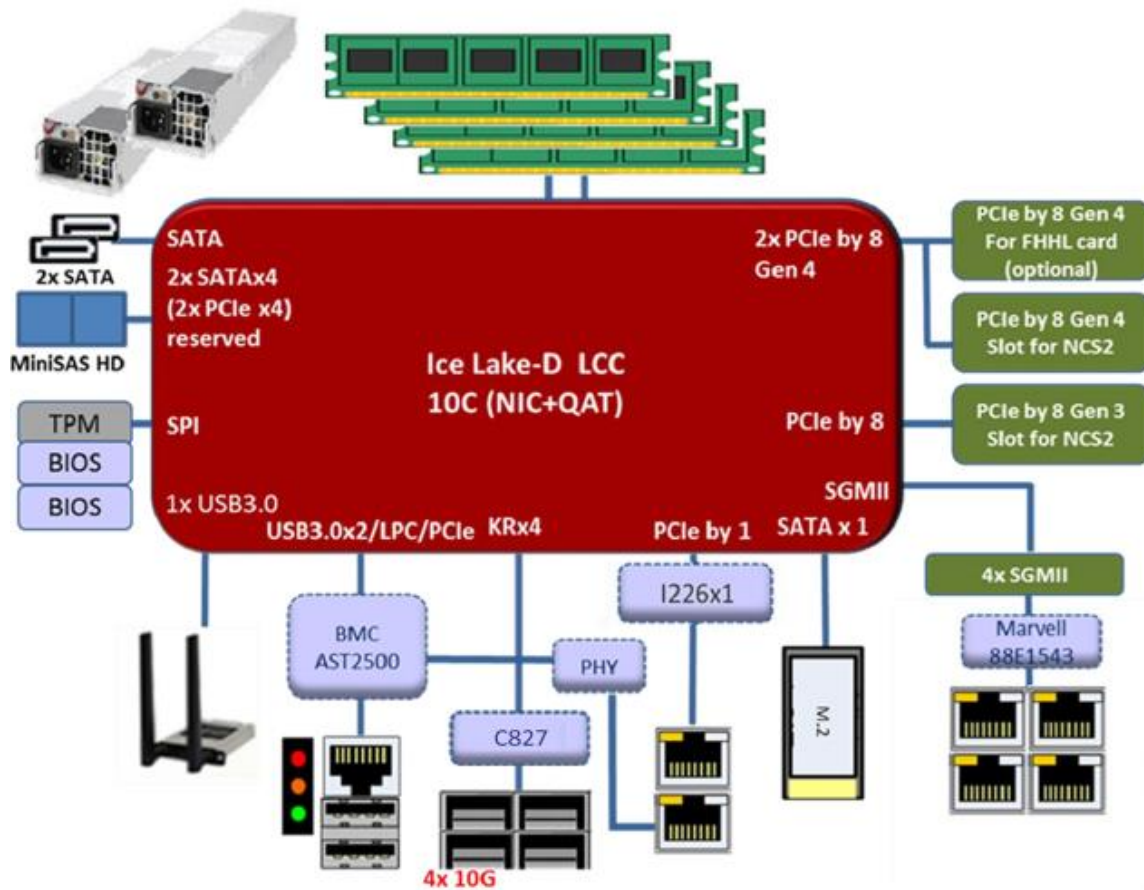 SATA
2x SATA
2x SATAx4
(2x PCIe x4)
reserved
MiniSAS HD
2x PCIe by 8
Gen 4
PCIe by 8 Gen 4
For FHHL card
(optional)
PCIe by 8 Gen 4
Slot for NCS2
Ice Lake-D LCC
10C (NIC+QAT)
TPM
BIOS
BIOS
SPI
PCIe by 8
PCIe by 8 Gen 3
Slot for NCS2
1x USB3.0
USB3.0x2/LPC/PCIe
KRx4
PCIe by 1
SATA x 1
SGMII
4x SGMII
I226x1
BMC
AST2500
PHY
C827
M.2
Marvell
88E1543
4x 10G